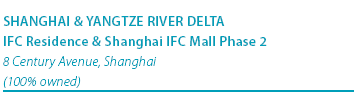 SHANGHAI & YANGTZE RIVER DELTA
IFC Residence & Shanghai IFC Mall Phase 2
8 Century Avenue, Shanghai
(100% owned)